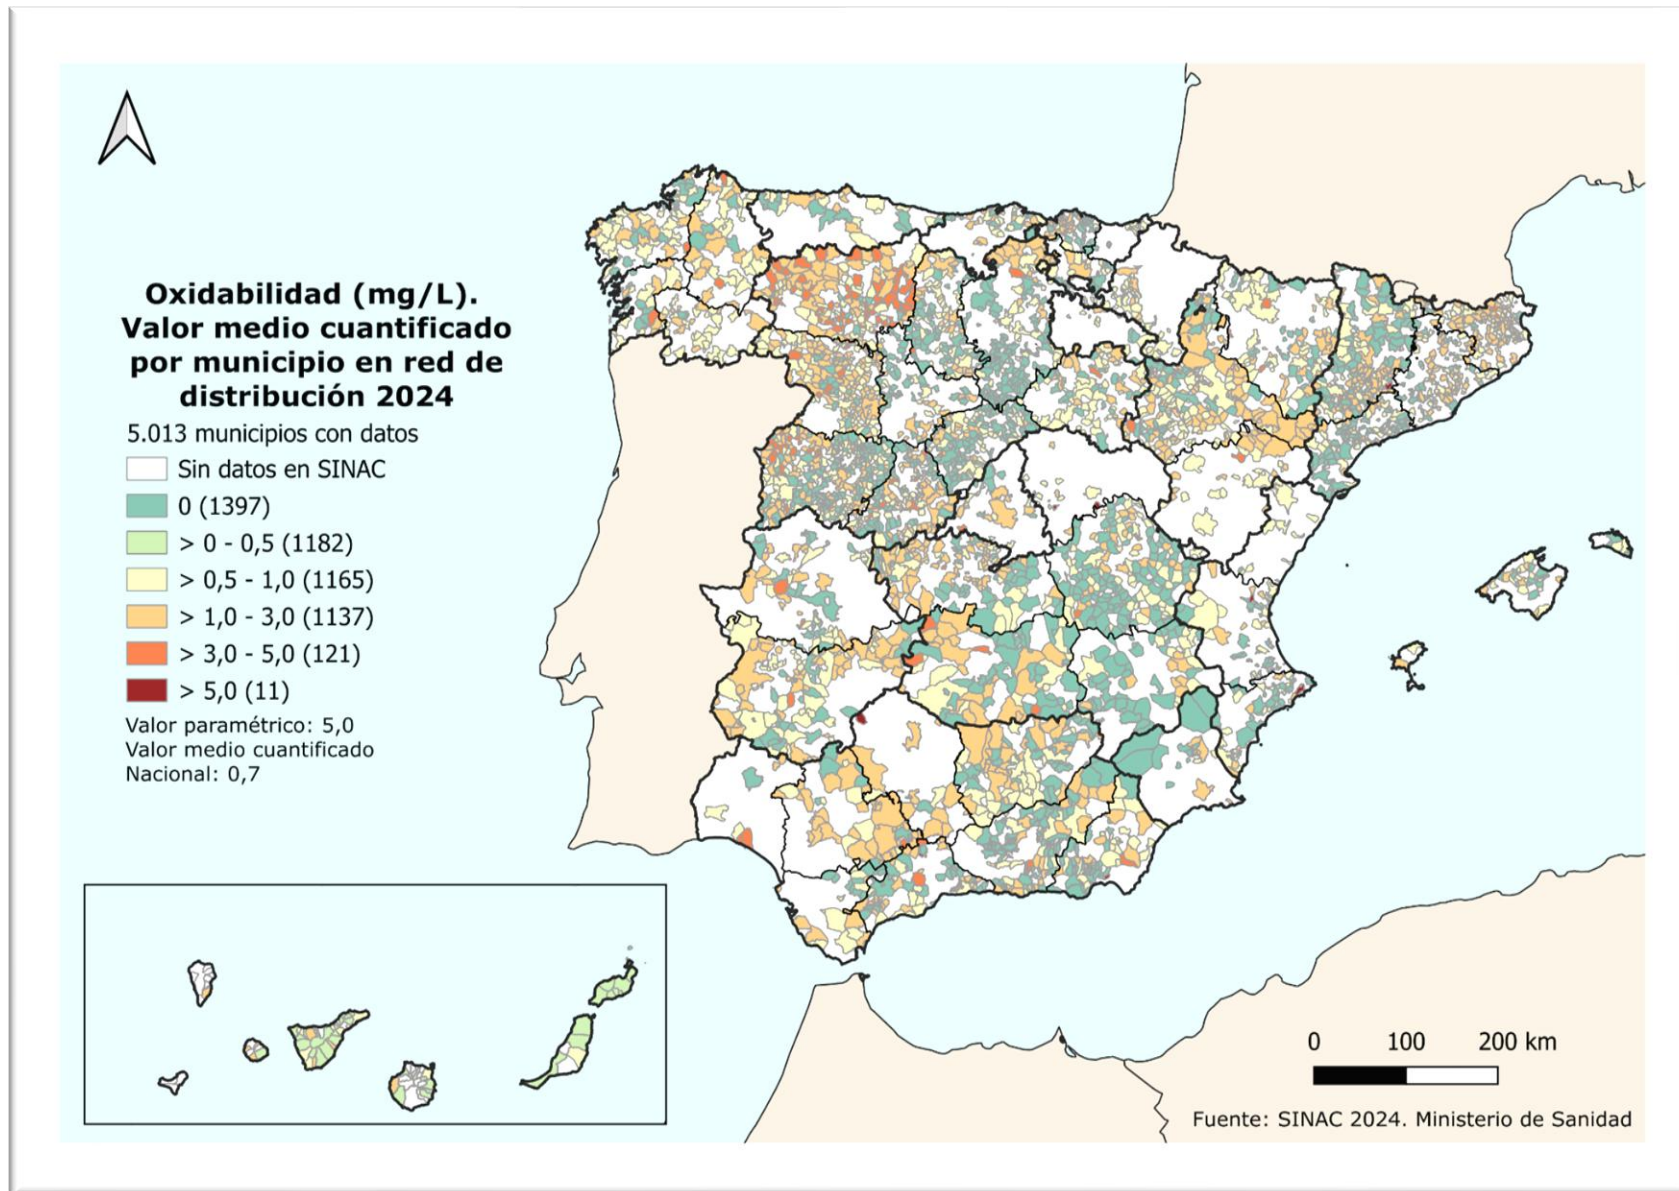 Oxidabilidad (mg/L).
Valor medio cuantificado
por municipio en red de
distribución 2024
5.013 municipios con datos
Sin datos en SINAC
0 (1397)
> 0 - 0,5 (1182)
> 0,5 - 1,0 (1165)
> 1,0 - 3,0 (1137)
> 3,0 - 5,0 (121)
> 5,0 (11)
Valor paramétrico: 5,0
Valor medio cuantificado
Nacional: 0,7
0 100 200 km
Fuente: SINAC 2024. Ministerio de Sanidad